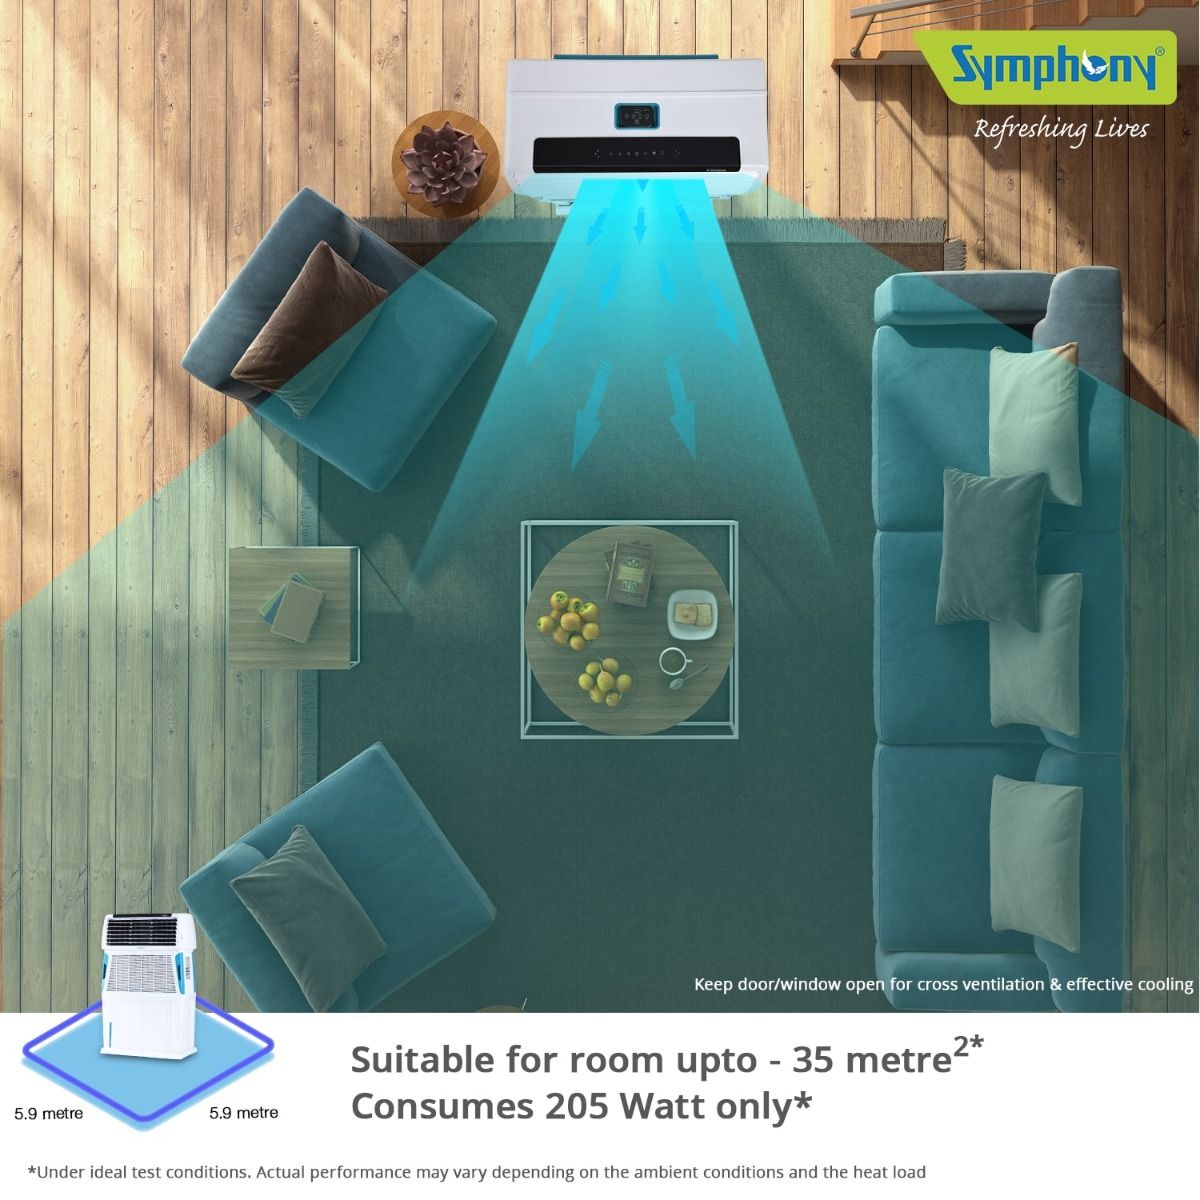 Symphony®
Refreshing Lives
Keep door/window open for cross ventilation & effective cooling
5.9 metre
5.9 metre
Suitable for room upto - 35 metre²*
Consumes 205 Watt only*
*Under ideal test conditions. Actual performance may vary depending on the ambient conditions and the heat load